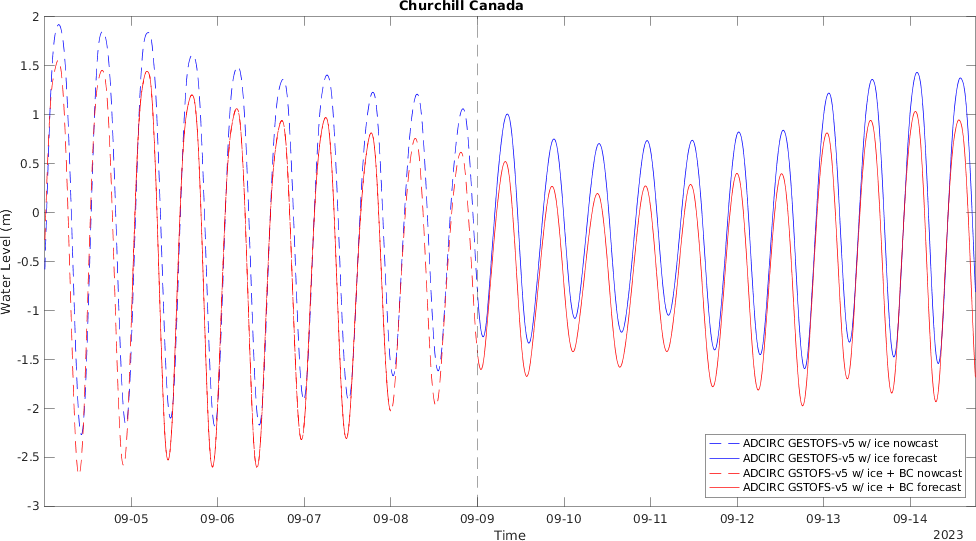 Churchill Canada
Water Level (m)
2
1.5
1
0.5
0
-0.5
-1
-1.5
-2
-2.5
-3
ADCIRC GESTOFS-v5 w/ ice nowcast
ADCIRC GESTOFS-v5 w/ ice forecast
ADCIRC GSTOFS-v5 w/ ice + BC nowcast
ADCIRC GSTOFS-v5 w/ ice + BC forecast
09-05 09-06 09-07 09-08 09-09 09-10 09-11 09-12 09-13 09-14
Time
2023